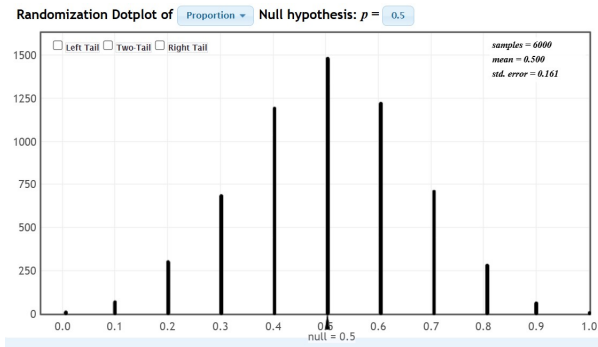 Randomization Dotplot of Proportion Null hypothesis: p = 0.5
Left Tail Two-Tail Right Tail
samples = 6000
mean = 0.500
std. error = 0.161
1500
1250
1000
750
500
250
0
0.0 0.1 0.2 0.3 0.4 0.5 0.6 0.7 0.8 0.9 1.0
null = 0.5